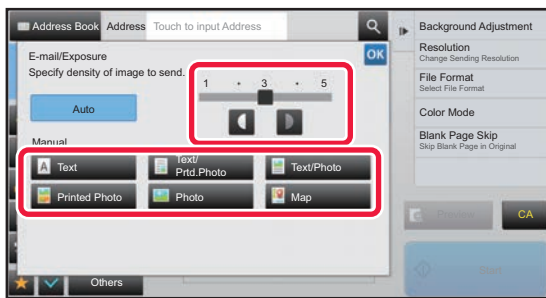 Address Book Address Touch to input Address
E-mail/Exposure
OK
Specify density of image to send.
1 • 3 • 5
Auto
Manual
Text
Text/
Prtd.Photo
Text/Photo
Printed Photo
Photo
Map
Others
Background Adjustment
Resolution
Change Sending Resolution
File Format
Select File Format
Color Mode
Blank Page Skip
Skip Blank Page in Original
Preview
CA
Start